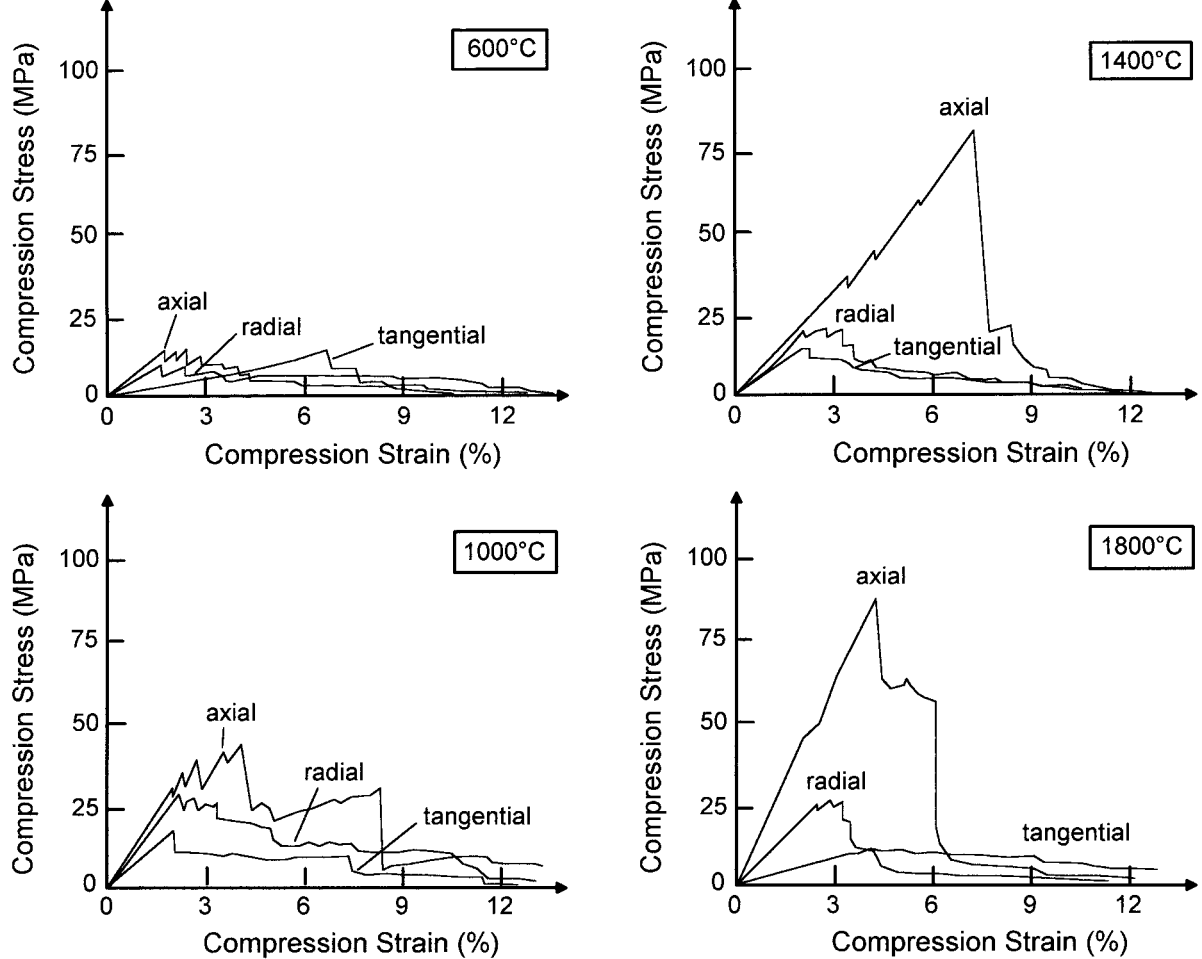 600°C
Compression Stress (MPa)
100
75
50
25
0
axial
radial
tangential
3
6
9
12
Compression Strain (%)
1400°C
Compression Stress (MPa)
100
75
50
25
0
axial
radial
tangential
0
3
6
9
12
Compression Strain (%)
1000°C
Compression Stress (MPa)
100
75
50
25
0
axial
radial
tangential
0
3
6
9
12
Compression Strain (%)
1800°C
Compression Stress (MPa)
100
75
50
25
0
axial
radial
tangential
0
3
6
9
12
Compression Strain (%)
0